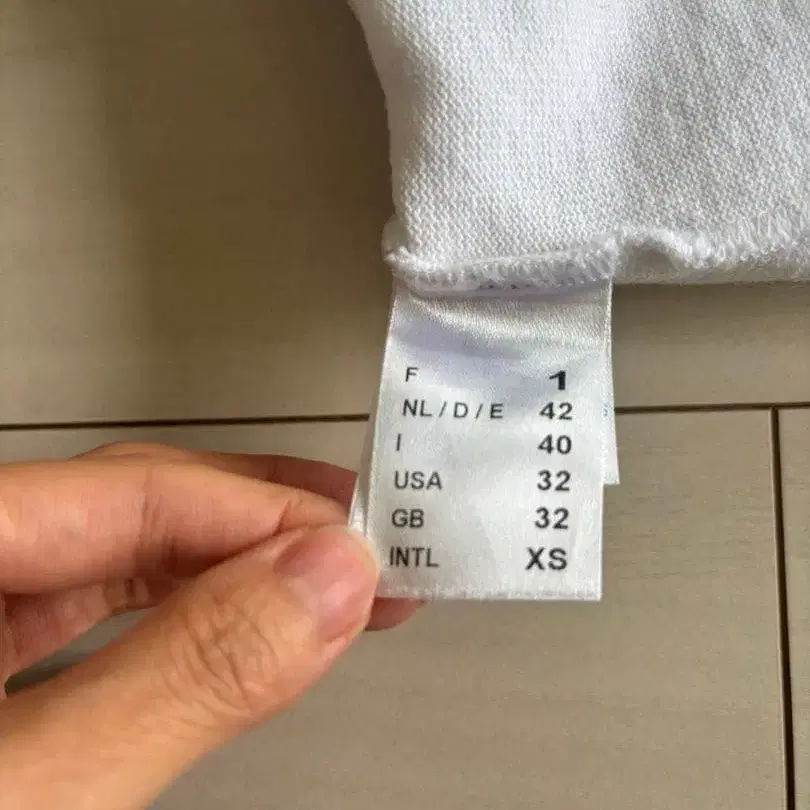 F 1
NL / D / E 42
I 40
USA 32
GB 32
INTL XS